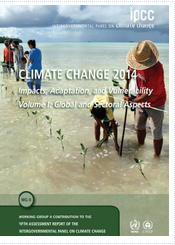 ipcc
INTERGOVERNMENTAL PANEL ON climate change
CLIMATE CHANGE 2014
Impacts, Adaptation, and Vulnerability
Volume I: Global and Sectoral Aspects
WG II
WORKING GROUP II CONTRIBUTION TO THE
FIFTH ASSESSMENT REPORT OF THE
INTERGOVERNMENTAL PANEL ON CLIMATE CHANGE